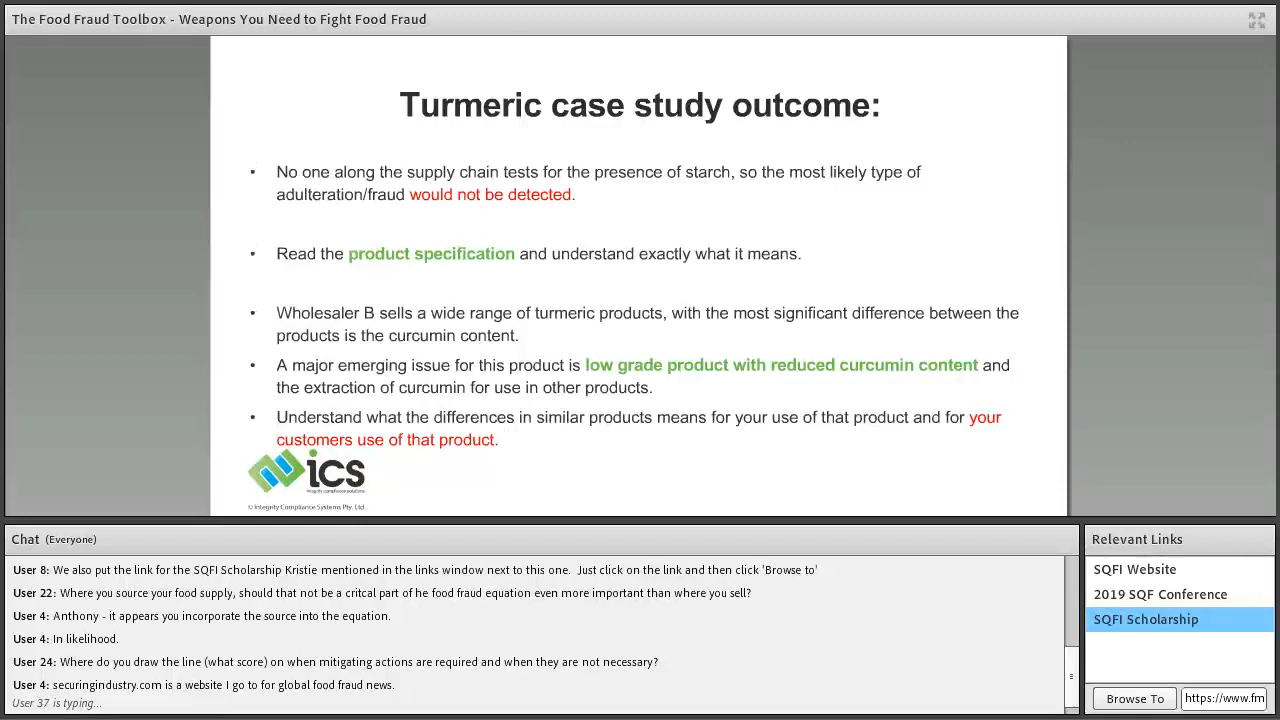 The Food Fraud Toolbox - Weapons You Need to Fight Food Fraud
Turmeric case study outcome:
• No one along the supply chain tests for the presence of starch, so the most likely type of
adulteration/fraud would not be detected.
• Read the product specification and understand exactly what it means.
• Wholesaler B sells a wide range of turmeric products, with the most significant difference between the
products is the curcumin content.
• A major emerging issue for this product is low grade product with reduced curcumin content and
the extraction of curcumin for use in other products.
• Understand what the differences in similar products means for your use of that product and for your
customers use of that product.
ics
integrity compliance solutions
© Integrity Compliance Systems Pty. Ltd.
Chat (Everyone)
User 8: We also put the link for the SQFI Scholarship Kristie mentioned in the links window next to this one. Just click on the link and then click 'Browse to'
User 22: Where you source your food supply, should that not be a critcal part of he food fraud equation even more important than where you sell?
User 4: Anthony - it appears you incorporate the source into the equation.
User 4: In likelihood.
User 24: Where do you draw the line (what score) on when mitigating actions are required and when they are not necessary?
User 4: securingindustry.com is a website I go to for global food fraud news.
User 37 is typing...
Relevant Links
SQFI Website
2019 SQF Conference
SQFI Scholarship
Browse To
https://www.fm